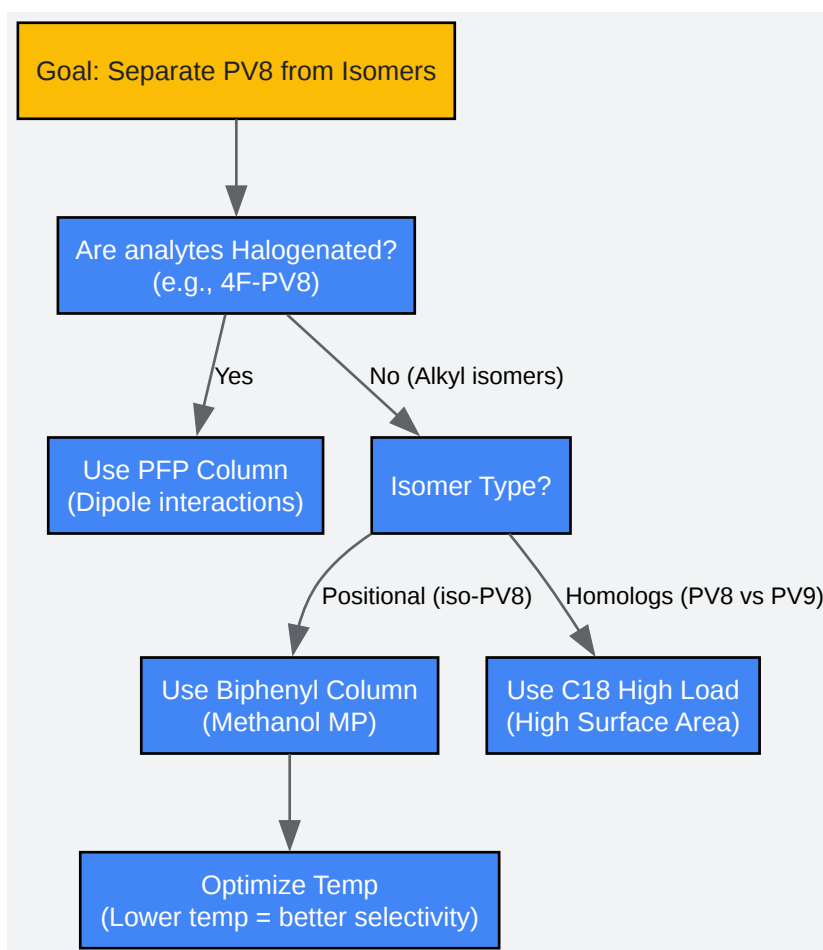 Goal: Separate PV8 from Isomers
Are analytes Halogenated?
(e.g., 4F-PV8)
Yes
No (Alkyl isomers)
Use PFP Column
(Dipole interactions)
Isomer Type?
Positional (iso-PV8)
Homologs (PV8 vs PV9)
Use Biphenyl Column
(Methanol MP)
Use C18 High Load
(High Surface Area)
Optimize Temp
(Lower temp = better selectivity)